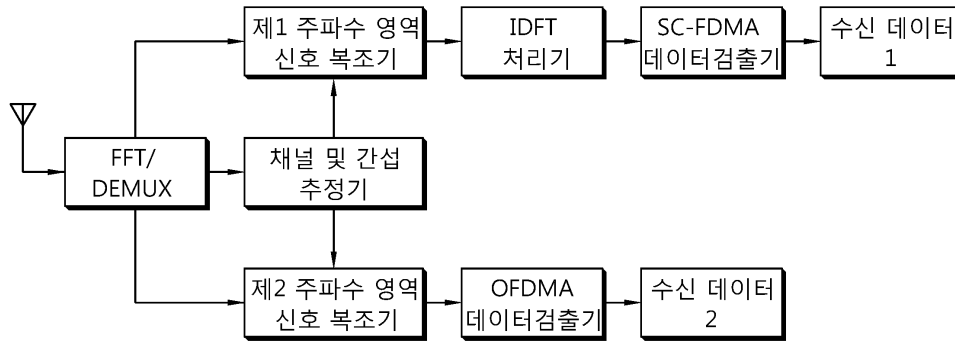 제1 주파수 영역
신호 복조기
IDFT
처리기
SC-FDMA
데이터검출기
수신 데이터
1
FFT/
DEMUX
채널 및 간섭
추정기
제2 주파수 영역
신호 복조기
OFDMA
데이터검출기
수신 데이터
2